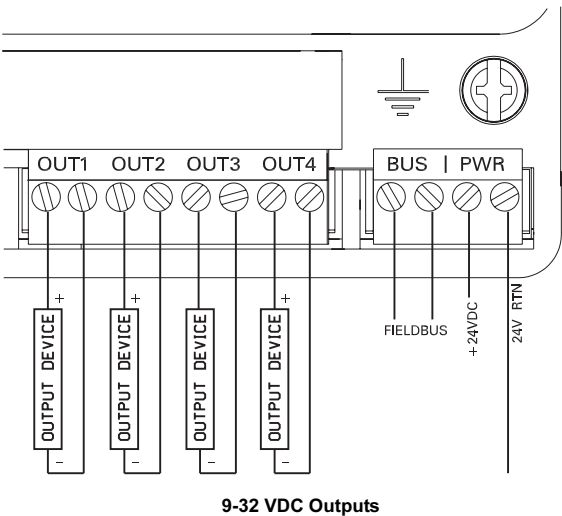 OUT1 OUT2 OUT3 OUT4 BUS | PWR
+ + + +
OUTPUT DEVICE
OUTPUT DEVICE
OUTPUT DEVICE
OUTPUT DEVICE
- - - -
FIELDBUS
+24VDC
24V RTN
9-32 VDC Outputs